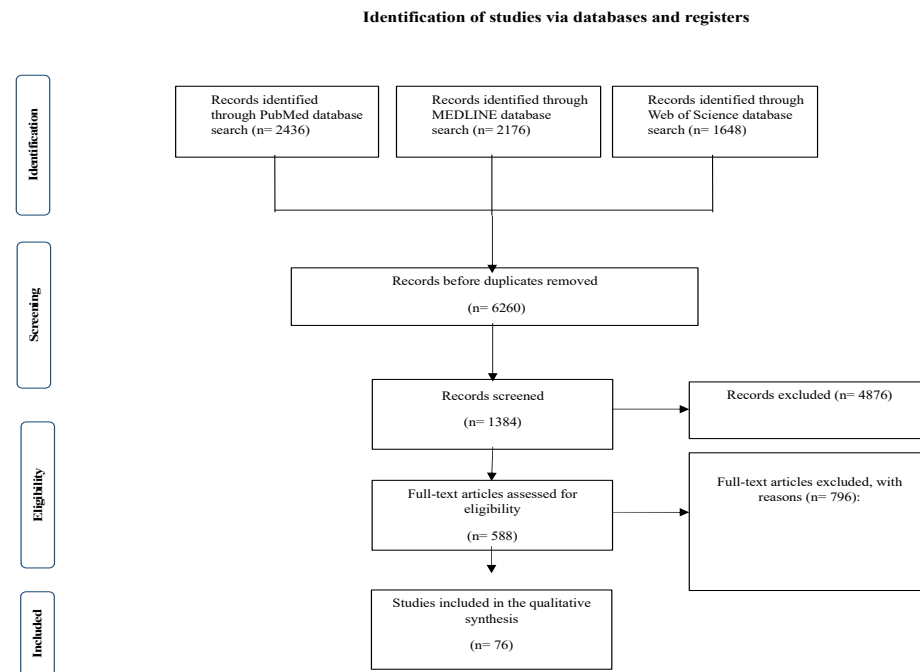 Identification of studies via databases and registers
Identification
Records identified
through PubMed database
search (n= 2436)
Records identified through
MEDLINE database
search (n= 2176)
Records identified through
Web of Science database
search (n= 1648)
Screening
Records before duplicates removed
(n= 6260)
Records screened
(n= 1384)
Records excluded (n= 4876)
Eligibility
Full-text articles assessed for
eligibility
(n= 588)
Full-text articles excluded, with
reasons (n= 796):
Included
Studies included in the qualitative
synthesis
(n= 76)